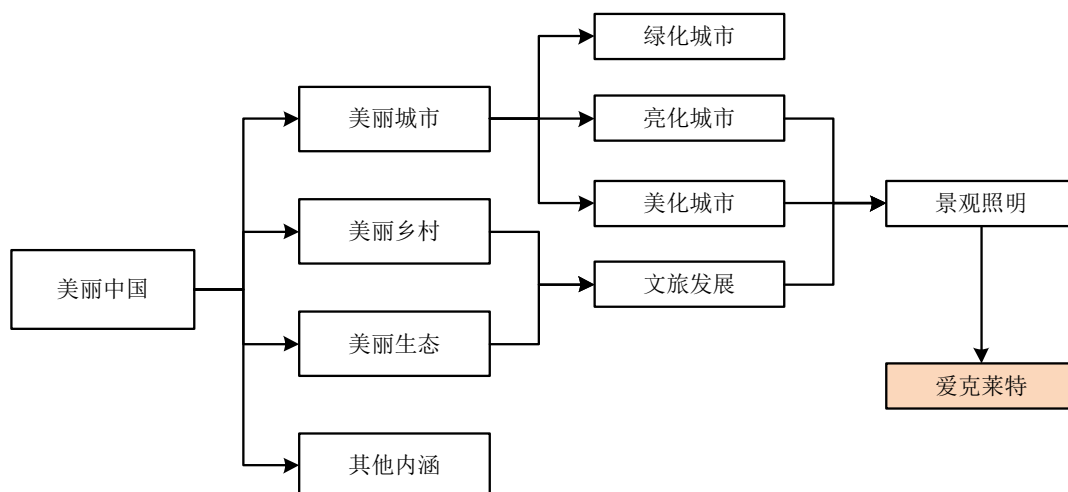 绿化城市
美丽城市
亮化城市
美化城市
景观照明
美丽乡村
美丽中国
文旅发展
美丽生态
爱克莱特
其他内涵